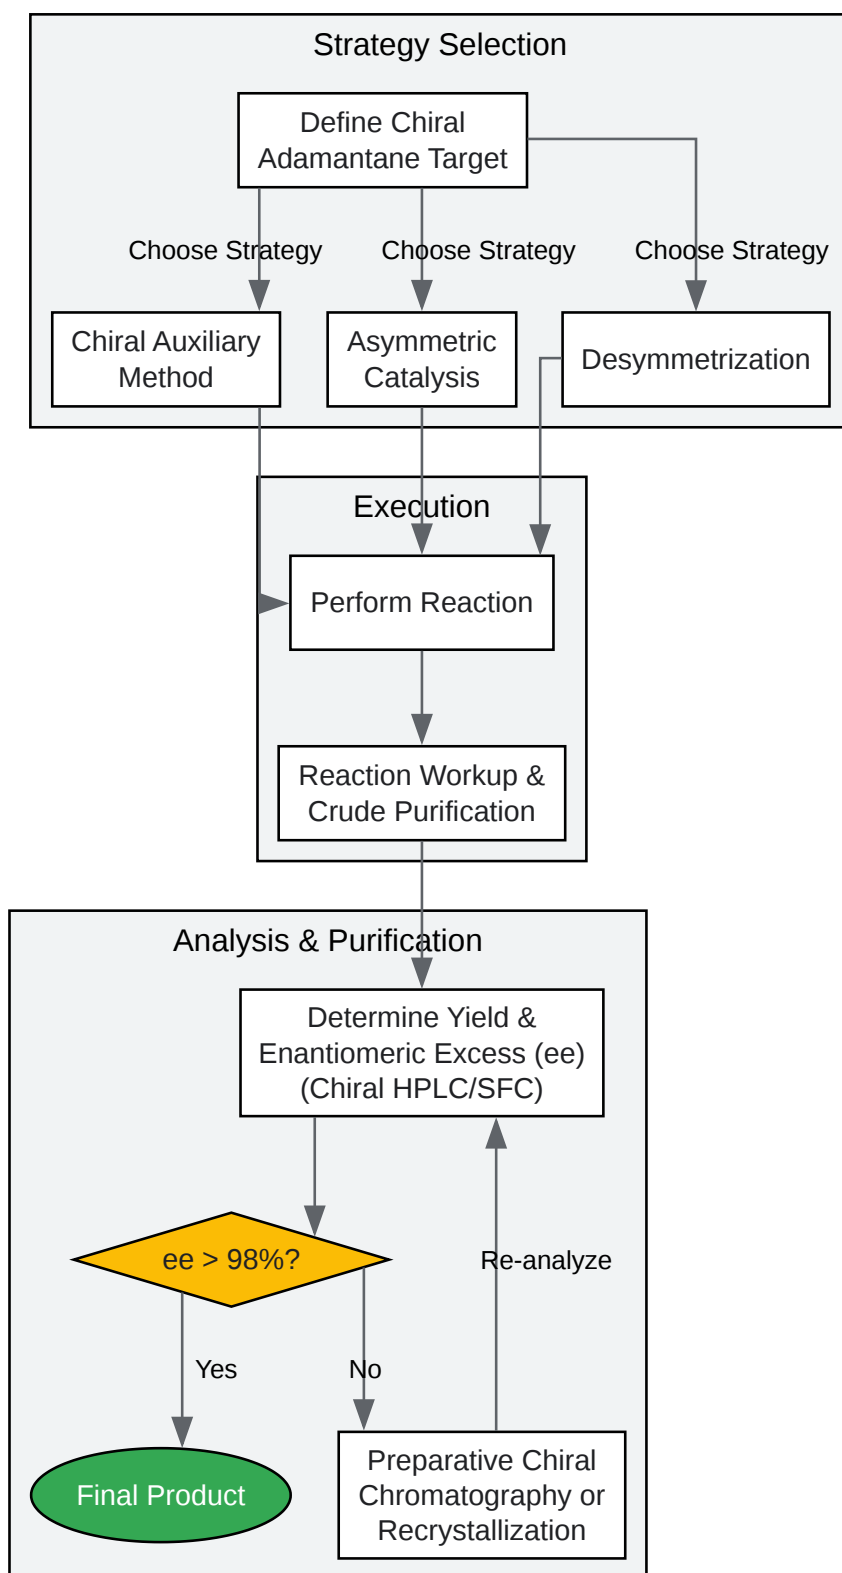 Strategy Selection
Define Chiral
Adamantane Target
Choose Strategy
Choose Strategy
Choose Strategy
Chiral Auxiliary
Method
Asymmetric
Catalysis
Desymmetrization
Execution
Perform Reaction
Reaction Workup &
Crude Purification
Analysis & Purification
Determine Yield &
Enantiomeric Excess (ee)
(Chiral HPLC/SFC)
ee > 98%?
Re-analyze
Yes
No
Final Product
Preparative Chiral
Chromatography or
Recrystallization